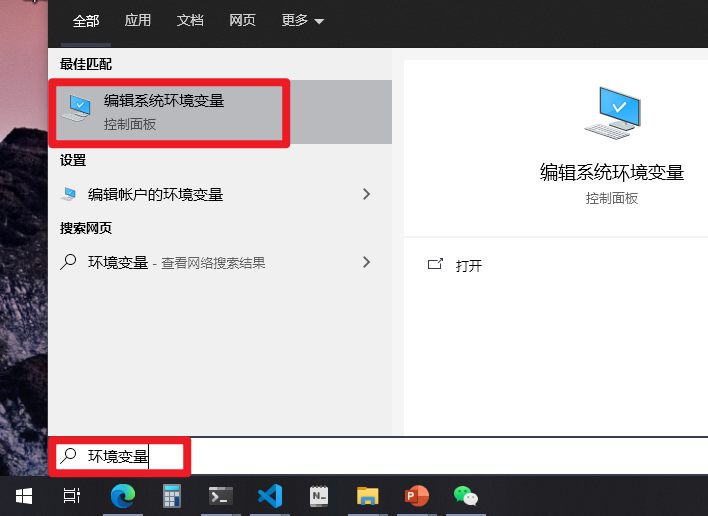 全部 应用 文档 网页 更多
最佳匹配
编辑系统环境变量
控制面板
设置
编辑帐户的环境变量
搜索网页
环境变量 - 查看网络搜索结果
编辑系统环境变量
控制面板
打开
环境变量
N_
P